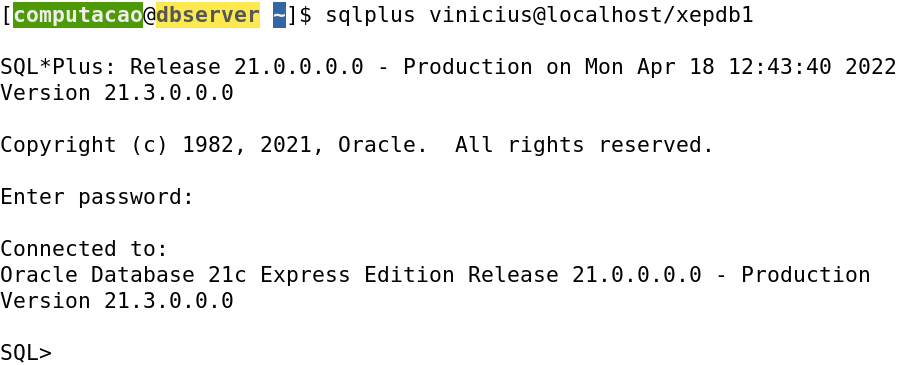 [computacao@dbserver ~]$ sqlplus vinicius@localhost/xepdb1
SQL*Plus: Release 21.0.0.0.0 - Production on Mon Apr 18 12:43:40 2022
Version 21.3.0.0.0
Copyright (c) 1982, 2021, Oracle.  All rights reserved.
Enter password:
Connected to:
Oracle Database 21c Express Edition Release 21.0.0.0.0 - Production
Version 21.3.0.0.0
SQL>